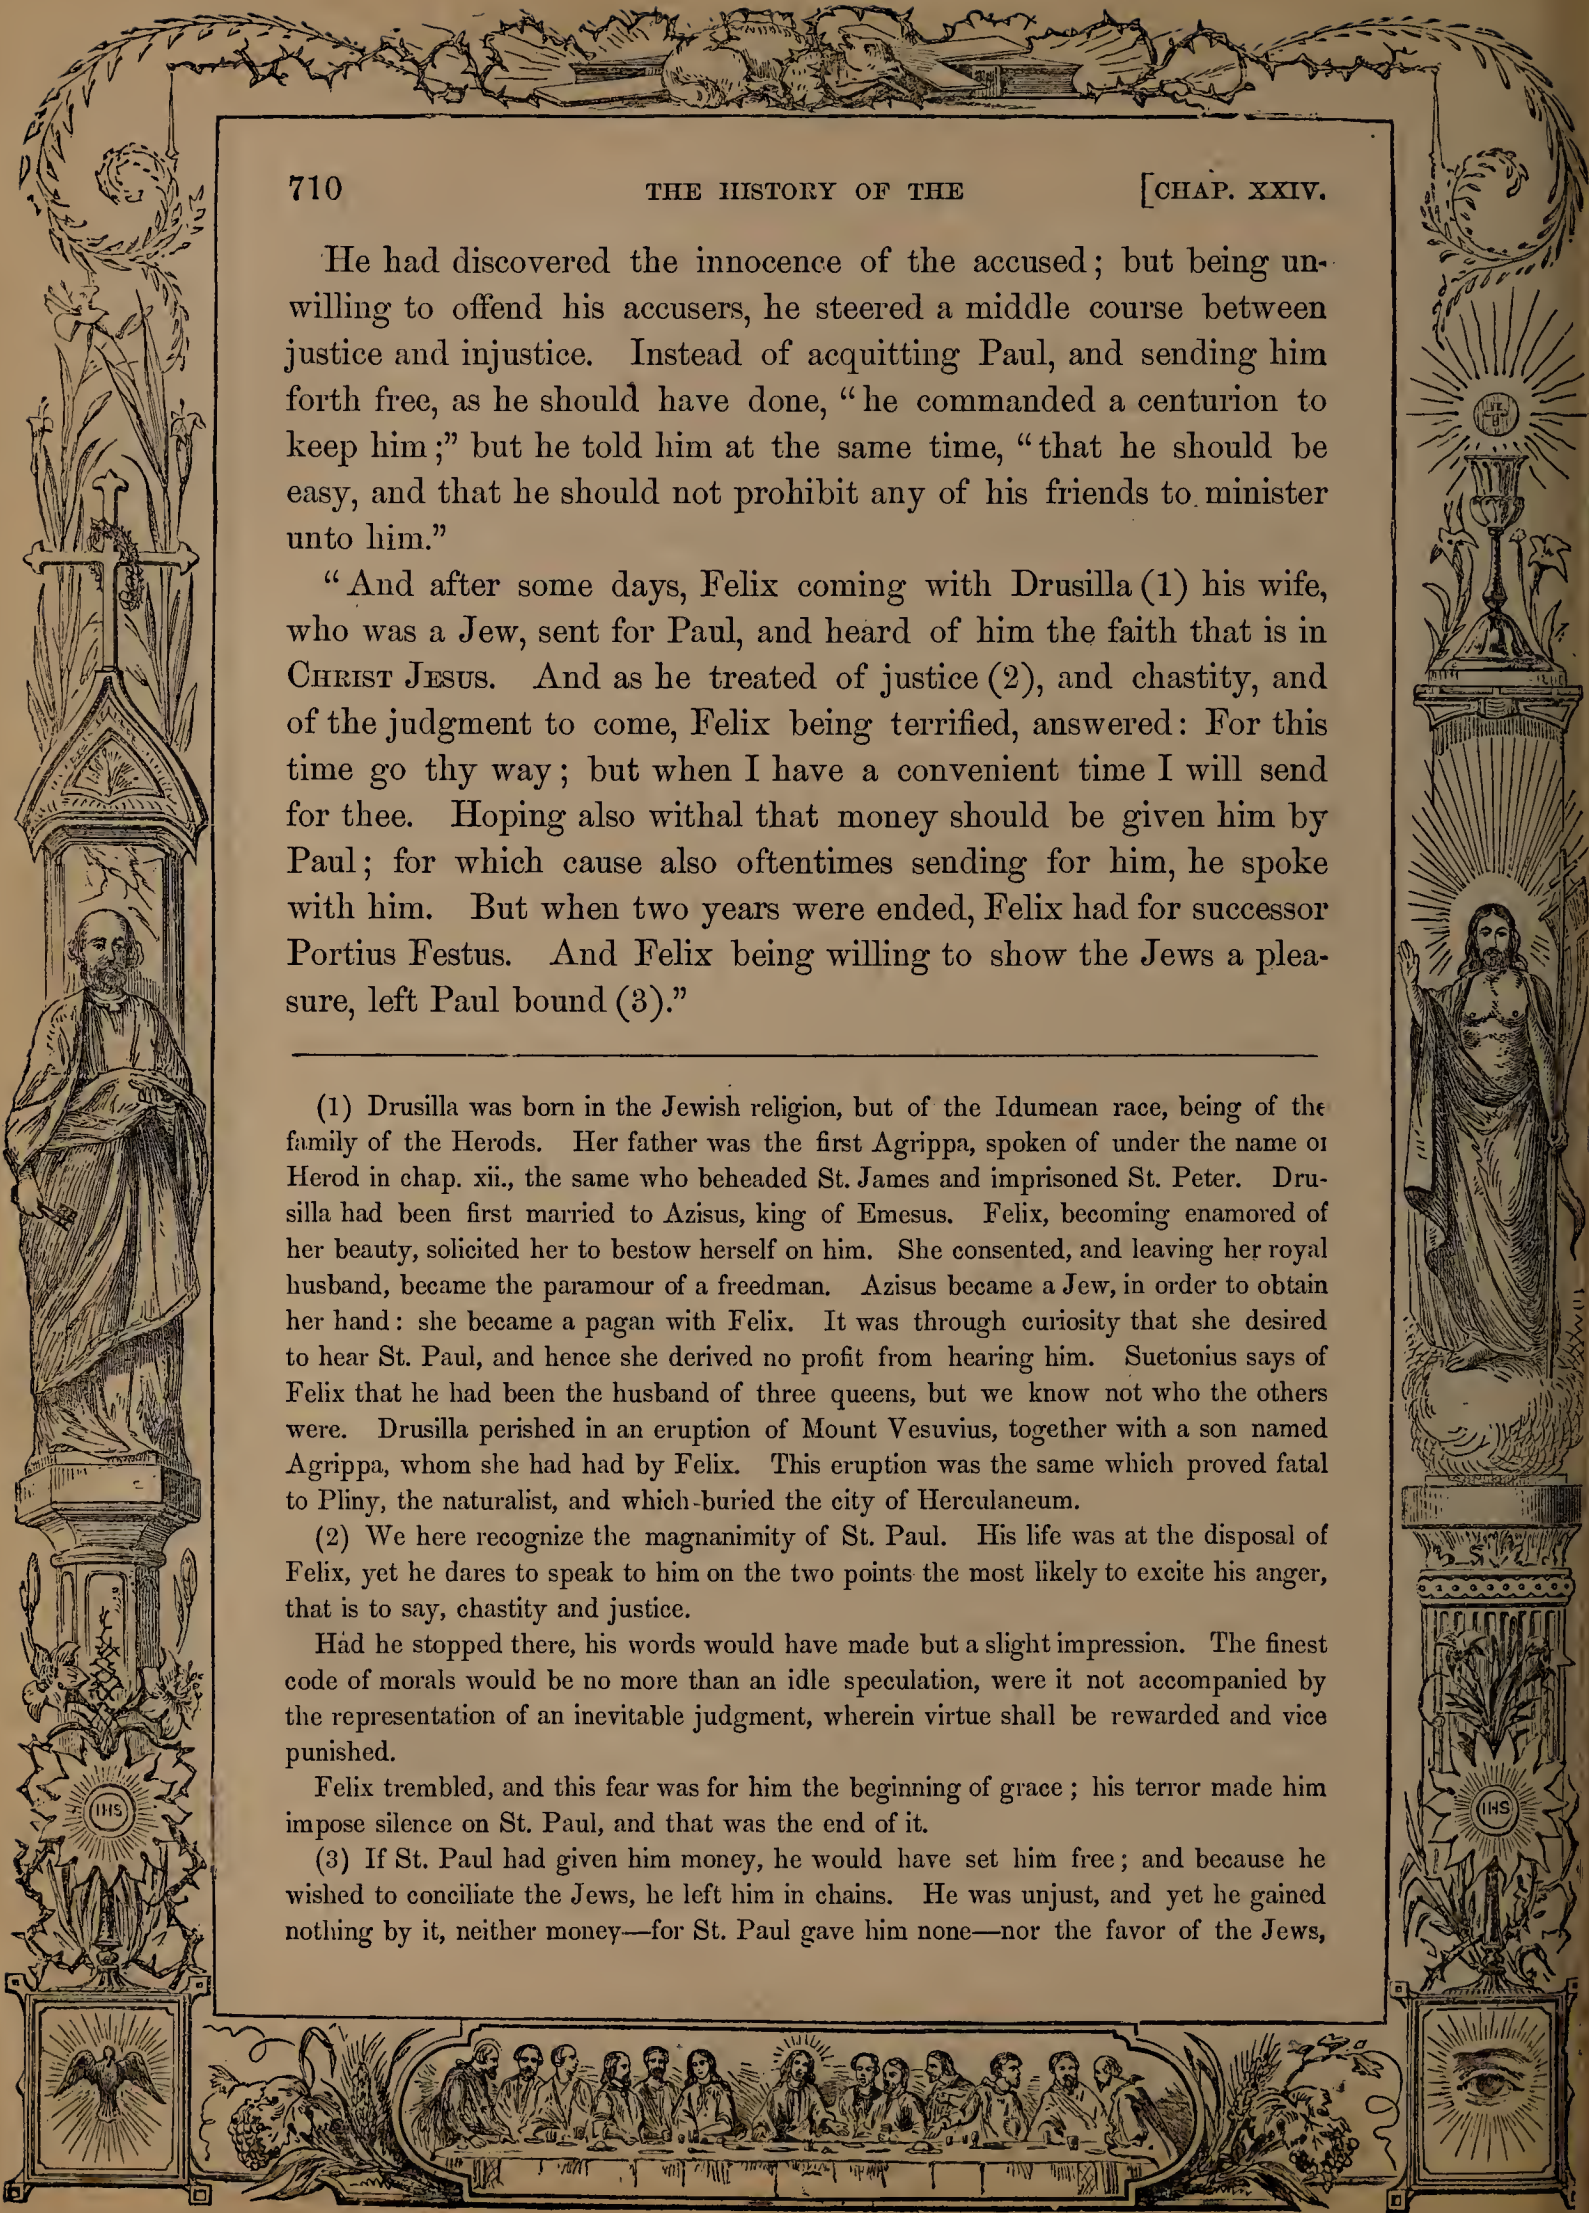 710 THE HISTORY OF THE [CHAP. XXIV.
He had discovered the innocence of the accused; but being un-
willing to offend his accusers, he steered a middle course between
justice and injustice. Instead of acquitting Paul, and sending him
forth free, as he should have done, “he commanded a centurion to
keep him;” but he told him at the same time, “that he should be
easy, and that he should not prohibit any of his friends to minister
unto him.”
“And after some days, Felix coming with Drusilla (1) his wife,
who was a Jew, sent for Paul, and heard of him the faith that is in
CHRIST JESUS. And as he treated of justice (2), and chastity, and
of the judgment to come, Felix being terrified, answered: For this
time go thy way; but when I have a convenient time I will send
for thee. Hoping also withal that money should be given him by
Paul; for which cause also oftentimes sending for him, he spoke
with him. But when two years were ended, Felix had for successor
Portius Festus. And Felix being willing to show the Jews a plea-
sure, left Paul bound (3).”
(1) Drusilla was born in the Jewish religion, but of the Idumean race, being of the
family of the Herods. Her father was the first Agrippa, spoken of under the name of
Herod in chap. xii., the same who beheaded St. James and imprisoned St. Peter. Dru-
silla had been first married to Azisus, king of Emesus. Felix, becoming enamored of
her beauty, solicited her to bestow herself on him. She consented, and leaving her royal
husband, became the paramour of a freedman. Azisus became a Jew, in order to obtain
her hand: she became a pagan with Felix. It was through curiosity that she desired
to hear St. Paul, and hence she derived no profit from hearing him. Suetonius says of
Felix that he had been the husband of three queens, but we know not who the others
were. Drusilla perished in an eruption of Mount Vesuvius, together with a son named
Agrippa, whom she had had by Felix. This eruption was the same which proved fatal
to Pliny, the naturalist, and which buried the city of Herculaneum.
(2) We here recognize the magnanimity of St. Paul. His life was at the disposal of
Felix, yet he dares to speak to him on the two points the most likely to excite his anger,
that is to say, chastity and justice.
Had he stopped there, his words would have made but a slight impression. The finest
code of morals would be no more than an idle speculation, were it not accompanied by
the representation of an inevitable judgment, wherein virtue shall be rewarded and vice
punished.
Felix trembled, and this fear was for him the beginning of grace; his terror made him
impose silence on St. Paul, and that was the end of it.
(3) If St. Paul had given him money, he would have set him free; and because he
wished to conciliate the Jews, he left him in chains. He was unjust, and yet he gained
nothing by it, neither money—for St. Paul gave him none—nor the favor of the Jews,
IHS
IHS